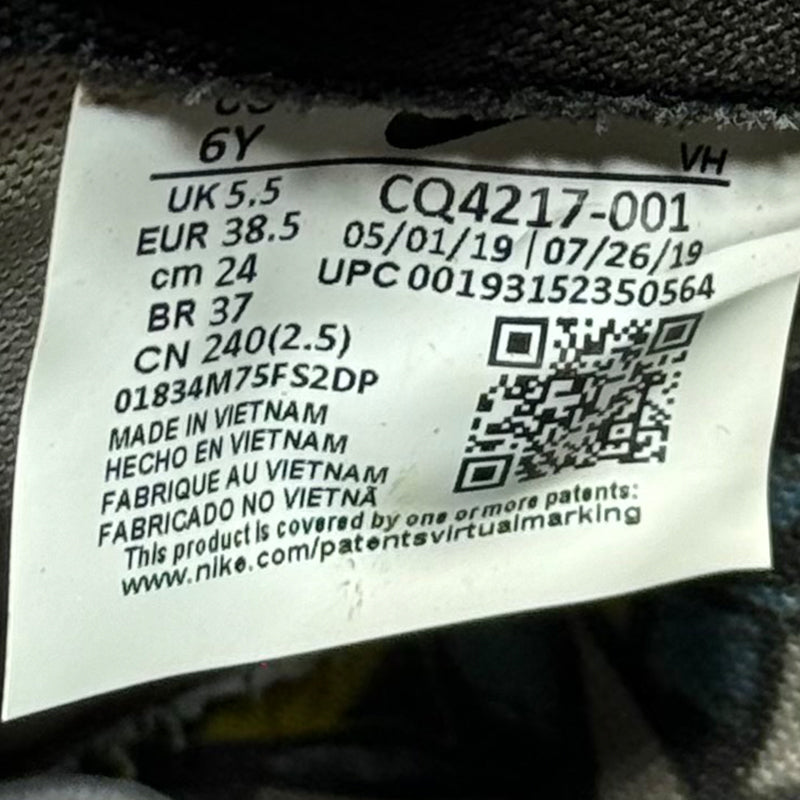 US
6Y
VH
UK 5.5
CQ4217-001
EUR 38.5
05/01/19 | 07/26/19
cm 24
UPC 00193152350564
BR 37
CN 240(2.5)
01834M75FS2DP
MADE IN VIETNAM
HECHO EN VIETNAM
FABRIQUE AU VIETNAM
FABRICADO NO VIETNÃ
This product is covered by one or more patents:
www.nike.com/patentsvirtualmarking